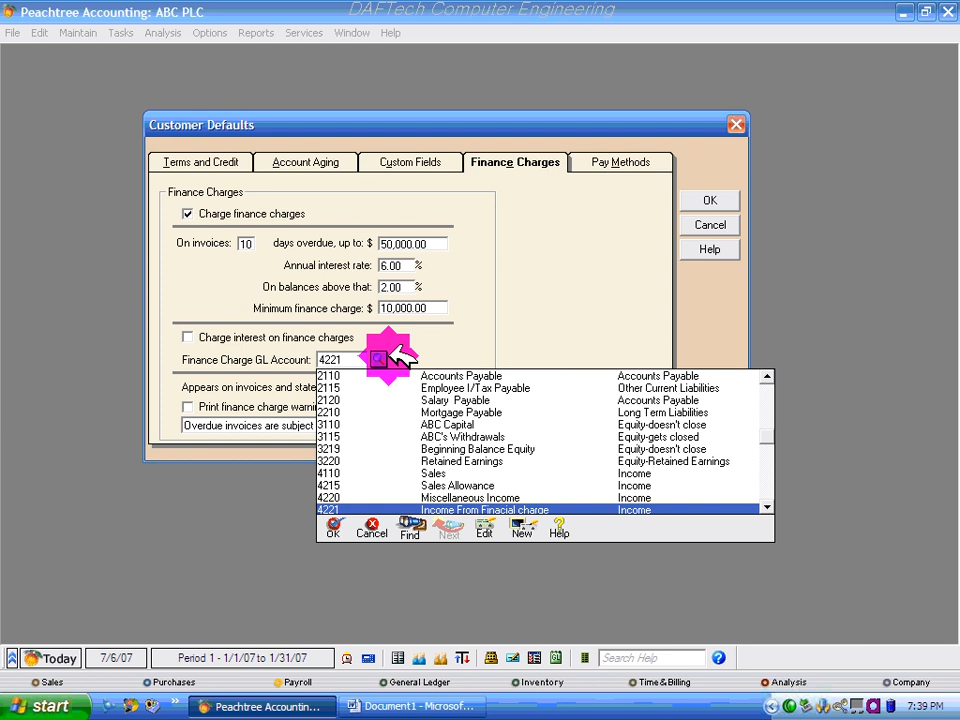 Peachtree Accounting: ABC PLC
DAFTech Computer Engineering
File Edit Maintain Tasks Analysis Options Reports Services Window Help
Customer Defaults
Terms and Credit Account Aging Custom Fields Finance Charges Pay Methods
Finance Charges
Charge finance charges
On invoices: 10 days overdue, up to: $ 50,000.00
Annual interest rate: 6.00 %
On balances above that: 2.00 %
Minimum finance charge: $ 10,000.00
Charge interest on finance charges
Finance Charge GL Account: 4221
Appears on invoices and state
Print finance charge warnin
Overdue invoices are subject
OK
Cancel
Help
2110 Accounts Payable Accounts Payable
2115 Employee I/Tax Payable Other Current Liabilities
2120 Salary Payable Accounts Payable
2210 Mortgage Payable Long Term Liabilities
3110 ABC Capital Equity-doesn't close
3115 ABC's Withdrawals Equity-gets closed
3219 Beginning Balance Equity Equity-doesn't close
3220 Retained Earnings Equity-Retained Earnings
4110 Sales Income
4215 Sales Allowance Income
4220 Miscellaneous Income Income
4221 Income From Finacial charge Income
OK Cancel Find Next Edit New Help
Today 7/6/07 Period 1 - 1/1/07 to 1/31/07 Search Help
Sales Purchases Payroll General Ledger Inventory Time & Billing Analysis Company
start Peachtree Accountin... Document1 - Microsof... 7:39 PM